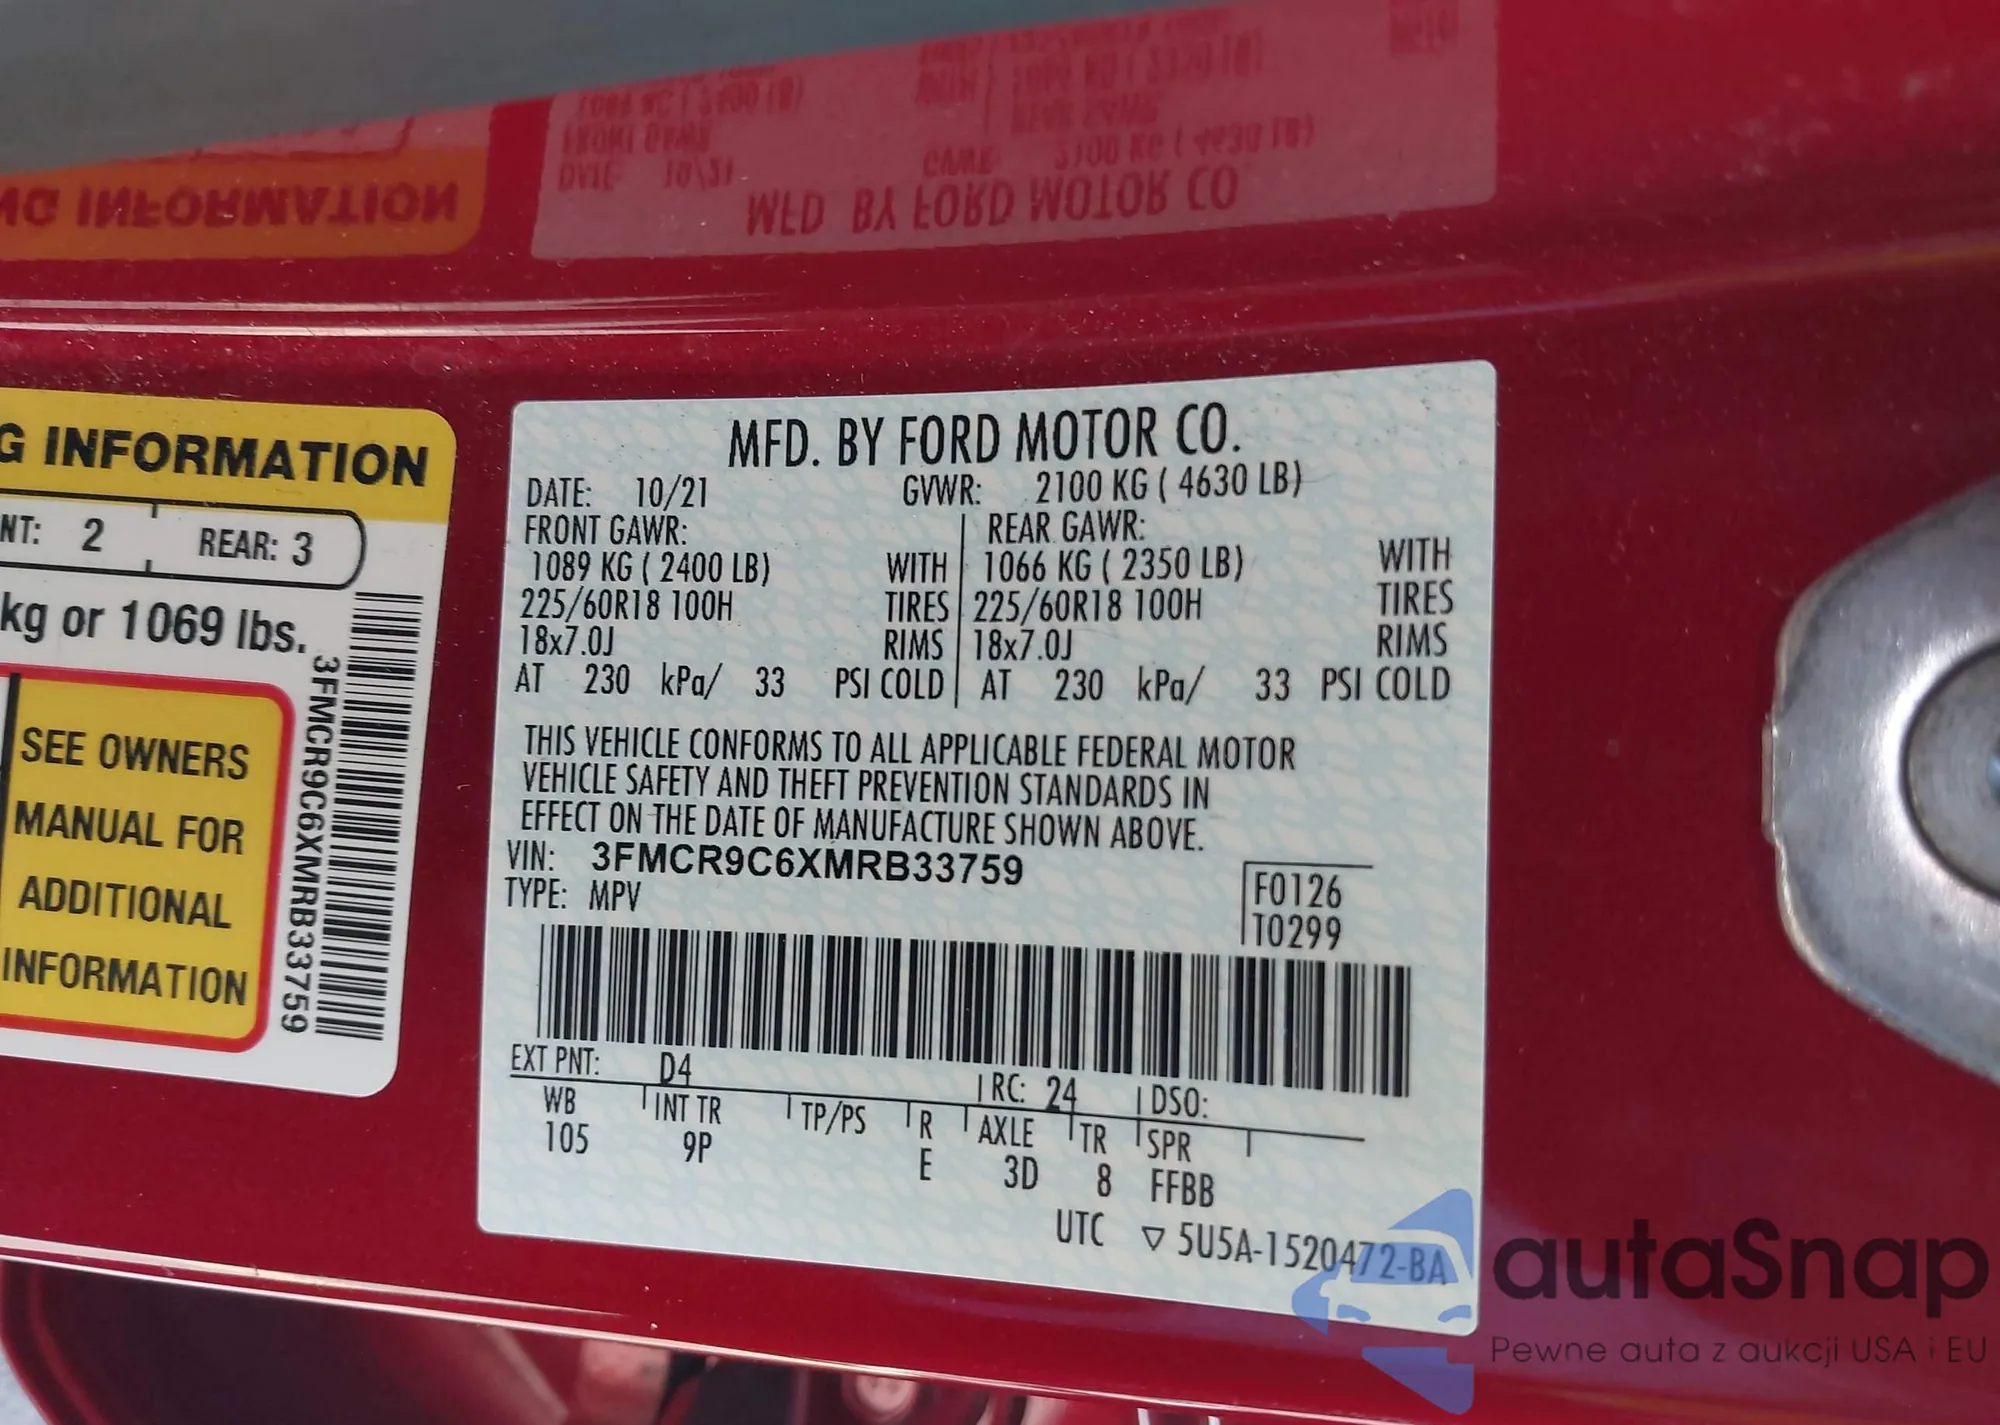 G INFORMATION
NT: 2 REAR: 3
kg or 1069 lbs.
SEE OWNERS
MANUAL FOR
ADDITIONAL
INFORMATION
3FMCR9C6XMRB33759
MFD. BY FORD MOTOR CO.
DATE: 10/21 GVWR: 2100 KG ( 4630 LB)
FRONT GAWR: REAR GAWR:
1089 KG ( 2400 LB) WITH 1066 KG ( 2350 LB) WITH
225/60R18 100H TIRES 225/60R18 100H TIRES
18x7.0J RIMS 18x7.0J RIMS
AT 230 kPa/ 33 PSI COLD AT 230 kPa/ 33 PSI COLD
THIS VEHICLE CONFORMS TO ALL APPLICABLE FEDERAL MOTOR
VEHICLE SAFETY AND THEFT PREVENTION STANDARDS IN
EFFECT ON THE DATE OF MANUFACTURE SHOWN ABOVE.
VIN: 3FMCR9C6XMRB33759
TYPE: MPV
F0126
T0299
EXT PNT: D4 RC: 24 DSO:
WB INT TR TP/PS R AXLE TR SPR
105 9P E 3D 8 FFBB
UTC ▽ 5U5A-1520472-BA
autaSnap
Pewne auta z aukcji USA i EU